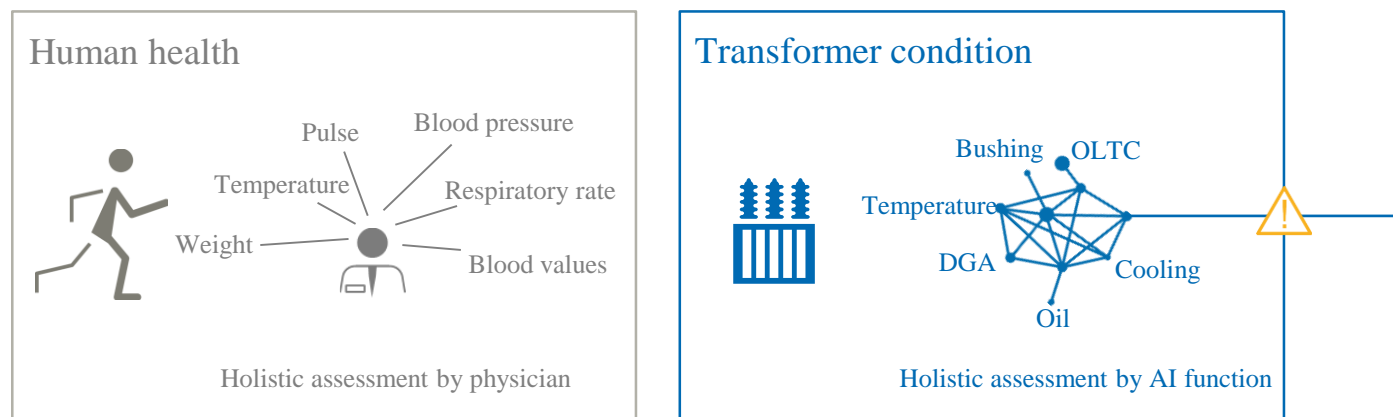 Human health
Pulse
Blood pressure
Temperature
Respiratory rate
Weight
Blood values
Holistic assessment by physician
Transformer condition
Bushing
OLTC
Temperature
DGA
Cooling
Oil
Holistic assessment by AI function